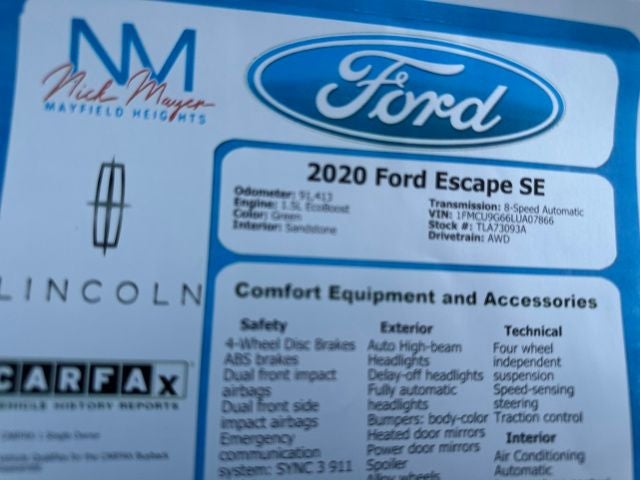 NM
Nick Mayer
MAYFIELD HEIGHTS
Ford
LINCOLN
CARFAX
VEHICLE HISTORY REPORTS
2020 Ford Escape SE
Odometer: 91,413
Engine: 1.5L EcoBoost
Color: Green
Interior: Sandstone
Transmission: 8-Speed Automatic
VIN: 1FMCU9G66LUA07866
Stock #: TLA73093A
Drivetrain: AWD
Comfort Equipment and Accessories
Safety
4-Wheel Disc Brakes
ABS brakes
Dual front impact
airbags
Dual front side
impact airbags
Emergency
communication
system: SYNC 3 911
Exterior
Auto High-beam
Headlights
Delay-off headlights
Fully automatic
headlights
Bumpers: body-color
Heated door mirrors
Power door mirrors
Spoiler
Alloy wheels
Technical
Four wheel
independent
suspension
Speed-sensing
steering
Traction control
Interior
Air Conditioning
Automatic